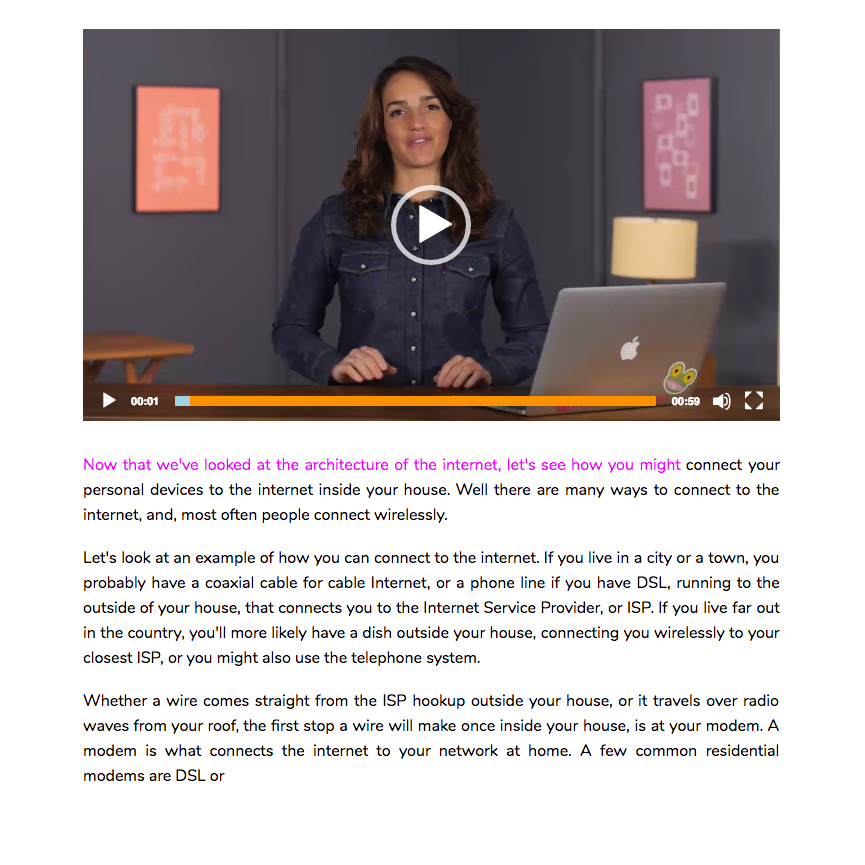 00:01
00:59
Now that we've looked at the architecture of the internet, let's see how you might connect your
personal devices to the internet inside your house. Well there are many ways to connect to the
internet, and, most often people connect wirelessly.
Let's look at an example of how you can connect to the internet. If you live in a city or a town, you
probably have a coaxial cable for cable Internet, or a phone line if you have DSL, running to the
outside of your house, that connects you to the Internet Service Provider, or ISP. If you live far out
in the country, you'll more likely have a dish outside your house, connecting you wirelessly to your
closest ISP, or you might also use the telephone system.
Whether a wire comes straight from the ISP hookup outside your house, or it travels over radio
waves from your roof, the first stop a wire will make once inside your house, is at your modem. A
modem is what connects the internet to your network at home. A few common residential
modems are DSL or